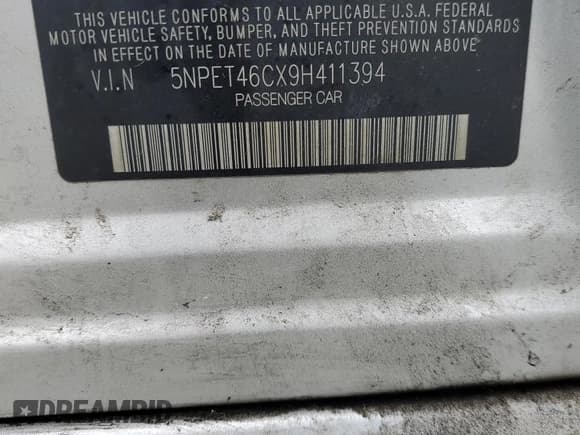 THIS VEHICLE CONFORMS TO ALL APPLICABLE U.S.A. FEDERAL
MOTOR VEHICLE SAFETY, BUMPER, AND THEFT PREVENTION STANDARDS
IN EFFECT ON THE DATE OF MANUFACTURE SHOWN ABOVE.
V.I.N 5NPET46CX9H411394
PASSENGER CAR
DREAMBID